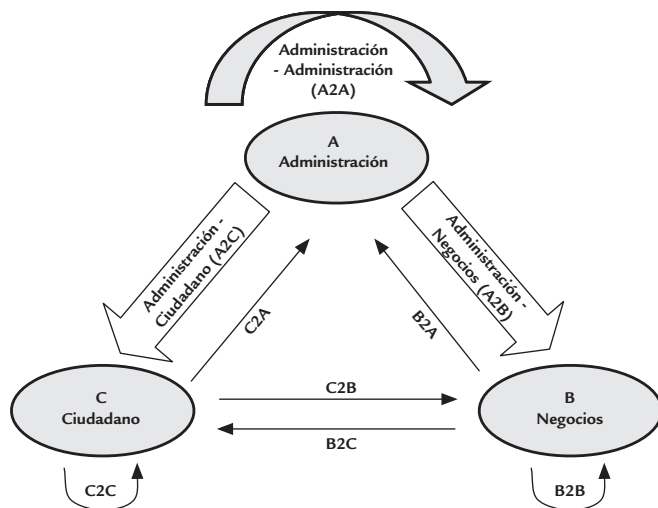 Administración
- Administración
(A2A)
A
Administración
Administración -
Ciudadano (A2C)
Administración -
Negocios (A2B)
C2A
B2A
C
Ciudadano
C2B
B2C
B
Negocios
C2C
B2B